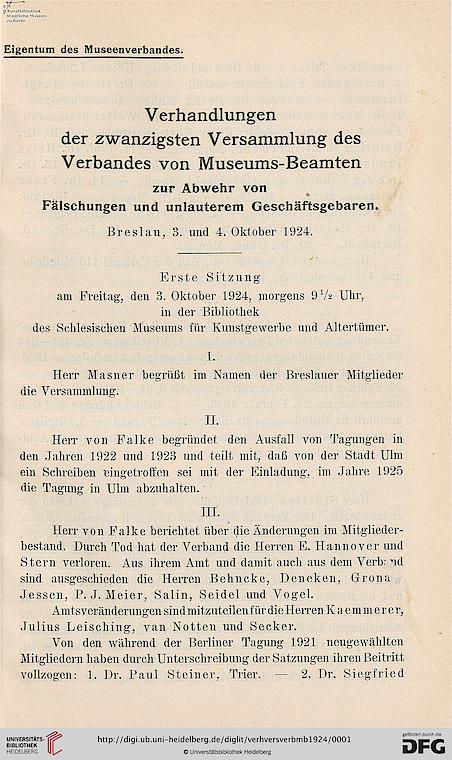 Kunstbibliothek
Staatliche Museen
zu Berlin
Eigentum des Museenverbandes.
Verhandlungen
der zwanzigsten Versammlung des
Verbandes von Museums-Beamten
zur Abwehr von
Fälschungen und unlauterem Geschäftsgebaren.
Breslau, 3. und 4. Oktober 1924.
Erste Sitzung
am Freitag, den 3. Oktober 1924, morgens 9 1/2 Uhr,
in der Bibliothek
des Schlesischen Museums für Kunstgewerbe und Altertümer.
I.
Herr Masner begrüßt im Namen der Breslauer Mitglieder
die Versammlung.
II.
Herr von Falke begründet den Ausfall von Tagungen in
den Jahren 1922 und 1923 und teilt mit, daß von der Stadt Ulm
ein Schreiben eingetroffen sei mit der Einladung, im Jahre 1925
die Tagung in Ulm abzuhalten.
III.
Herr von Falke berichtet über die Änderungen im Mitglieder-
bestand. Durch Tod hat der Verband die Herren E. Hannover und
Stern verloren. Aus ihrem Amt und damit auch aus dem Verb
sind ausgeschieden die Herren Behncke, Deneken, Grona
Jessen, P. J. Meier, Salin, Seidel und Vogel.
Amtsveränderungen sind mitzuteilen für die Herren Kaemmerer,
Julius Leisching, van Notten und Secker.
Von den während der Berliner Tagung 1921 neugewählten
Mitgliedern haben durch Unterschreibung der Satzungen ihren Beitritt
vollzogen: 1. Dr. Paul Steiner, Trier. — 2. Dr. Siegfried
UNIVERSITÄTS-
BIBLIOTHEK
HEIDELBERG
http://digi.ub.uni-heidelberg.de/diglit/verhversverbmb1924/0001
© Universitätsbibliothek Heidelberg
gefördert durch die
DFG